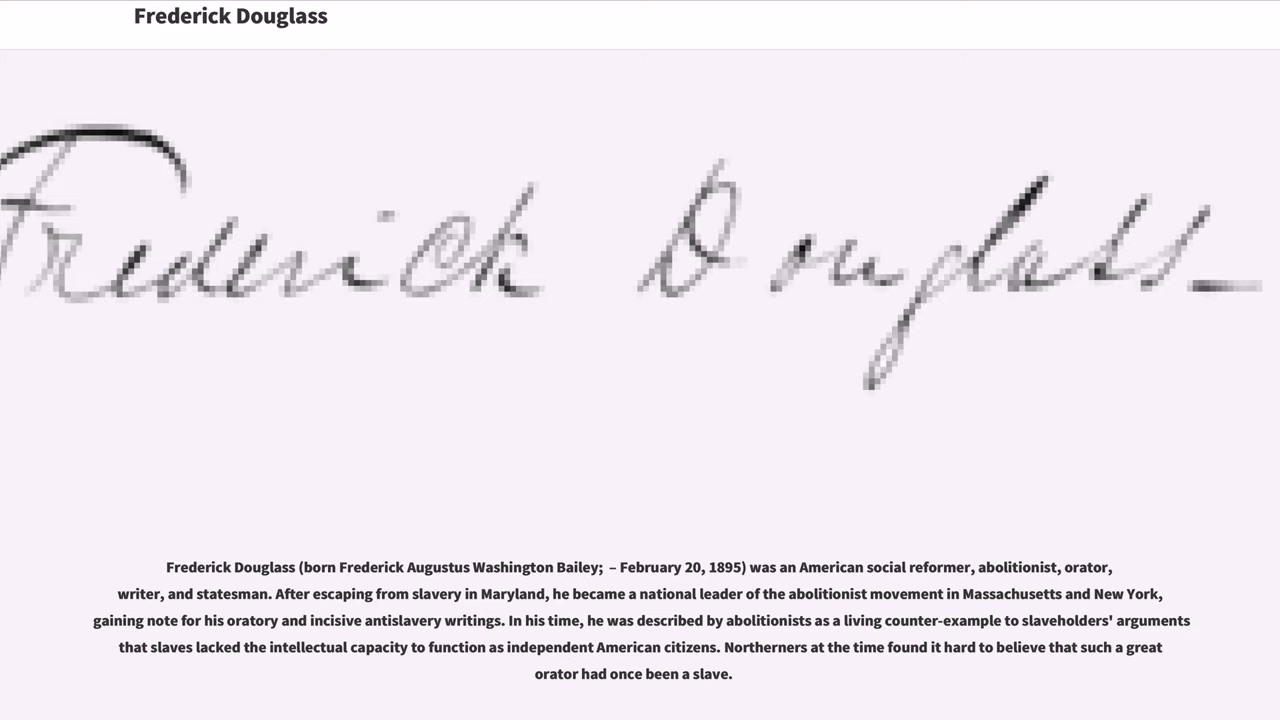 Frederick Douglass
Frederick Douglass
Frederick Douglass (born Frederick Augustus Washington Bailey;  – February 20, 1895) was an American social reformer, abolitionist, orator,
writer, and statesman. After escaping from slavery in Maryland, he became a national leader of the abolitionist movement in Massachusetts and New York,
gaining note for his oratory and incisive antislavery writings. In his time, he was described by abolitionists as a living counter-example to slaveholders' arguments
that slaves lacked the intellectual capacity to function as independent American citizens. Northerners at the time found it hard to believe that such a great
orator had once been a slave.